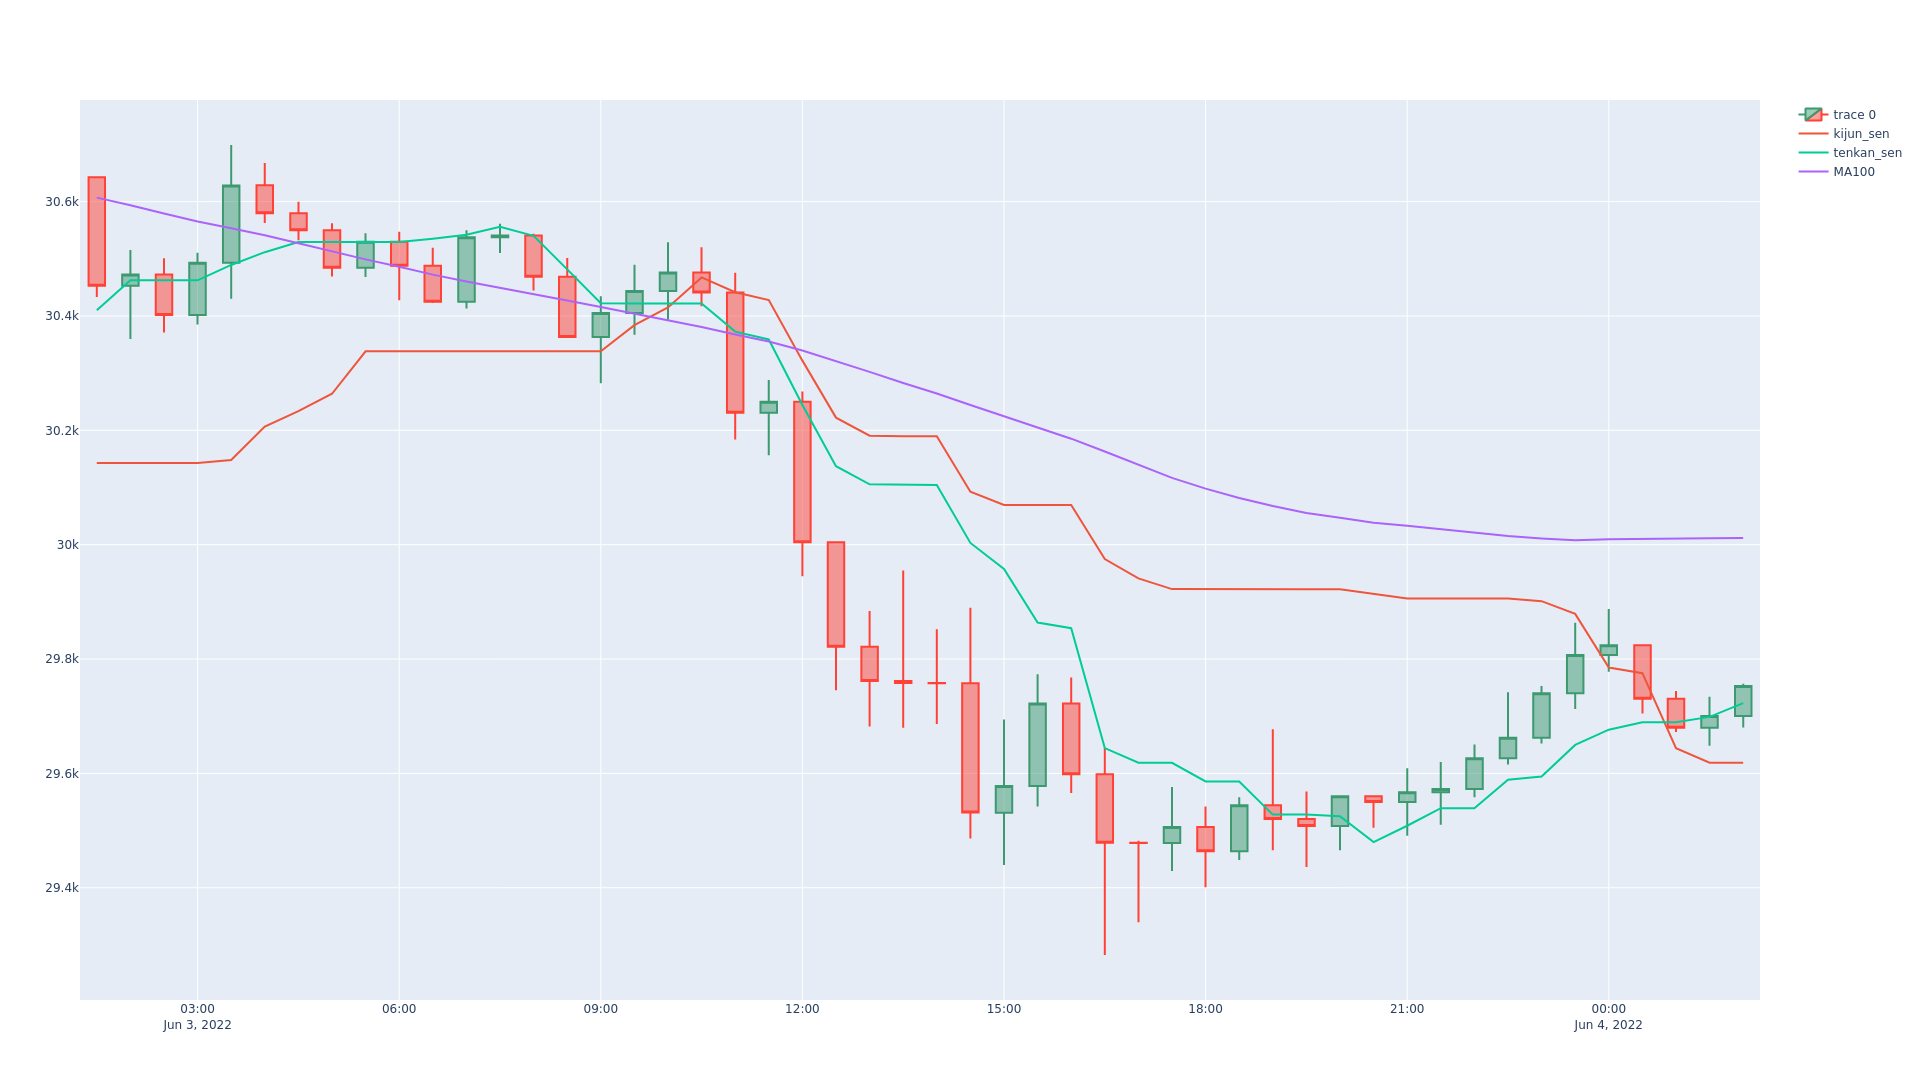 trace 0
kijun_sen
tenkan_sen
MA100
30.6k
30.4k
30.2k
30k
29.8k
29.6k
29.4k
03:00 06:00 09:00 12:00 15:00 18:00 21:00 00:00
Jun 3, 2022 Jun 4, 2022